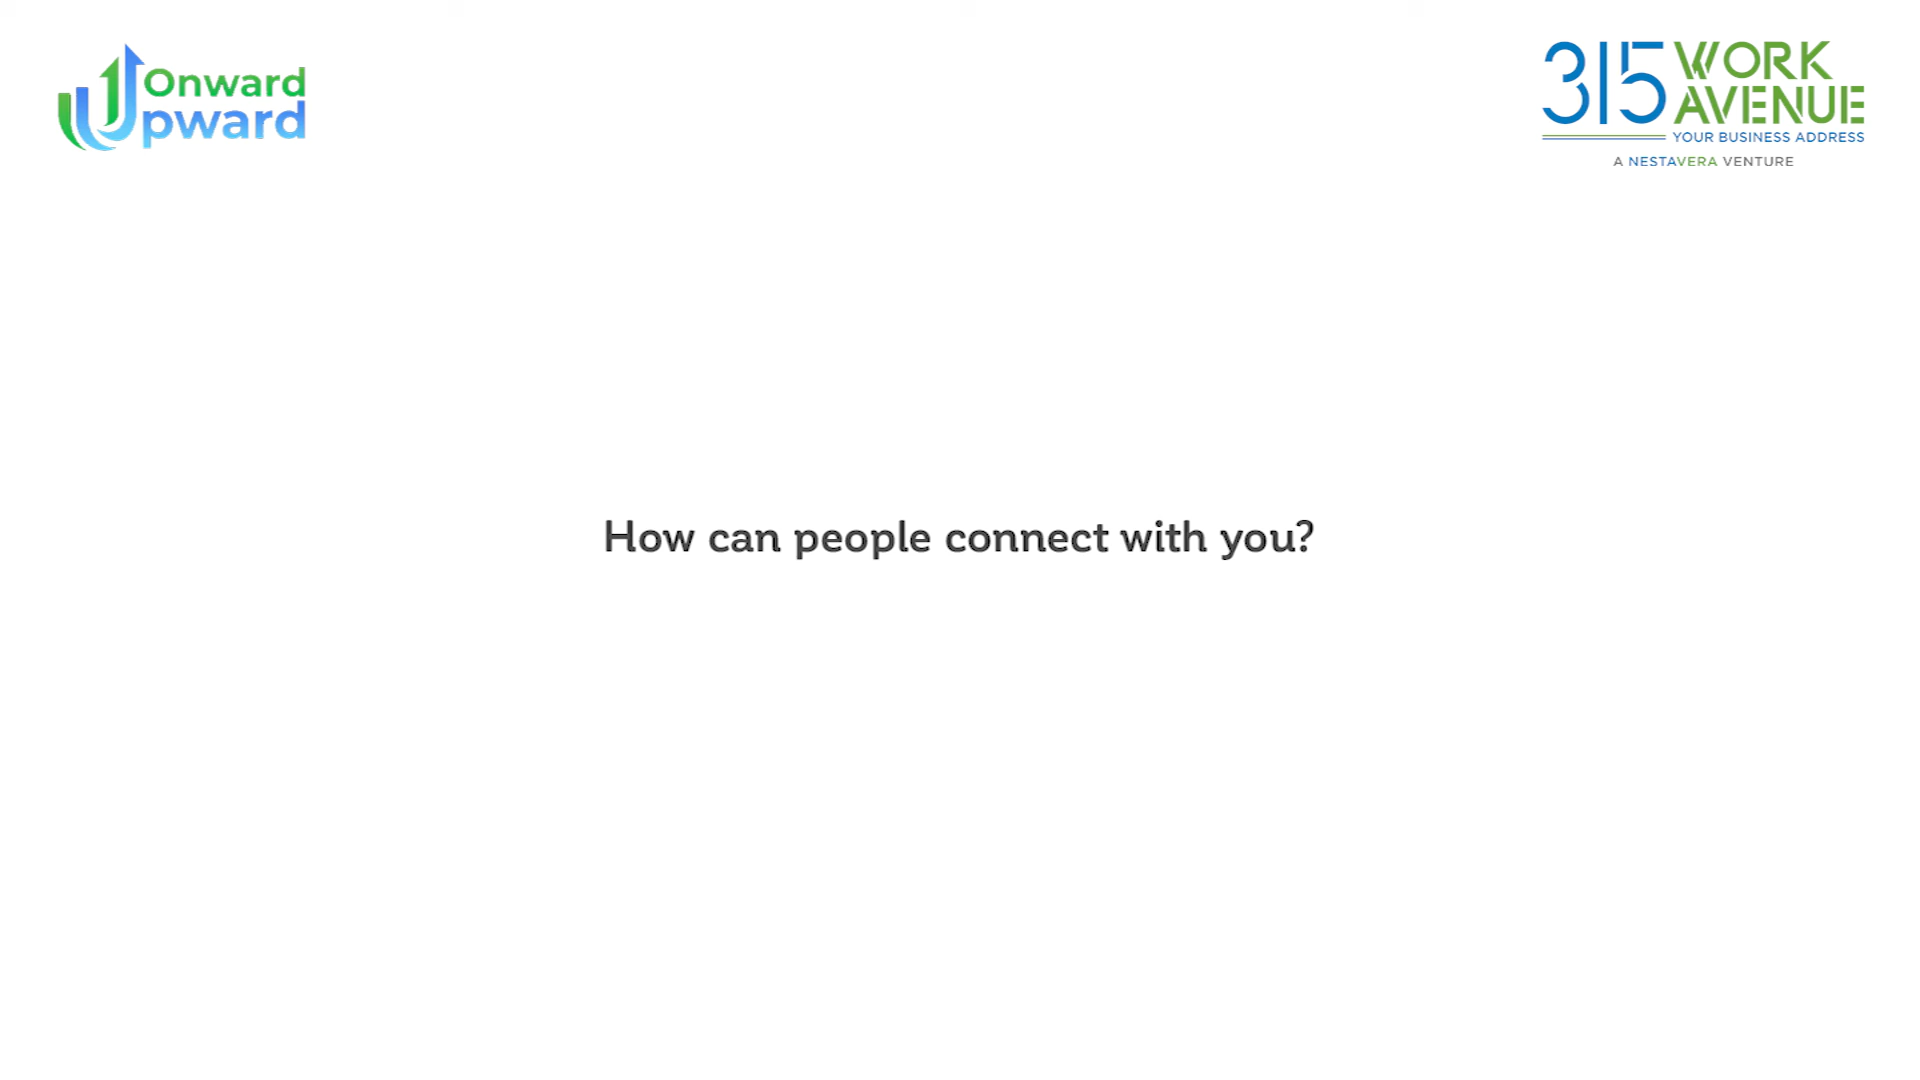 Onward
Upward
315 WORK
AVENUE
YOUR BUSINESS ADDRESS
A NESTAVERA VENTURE
How can people connect with you?